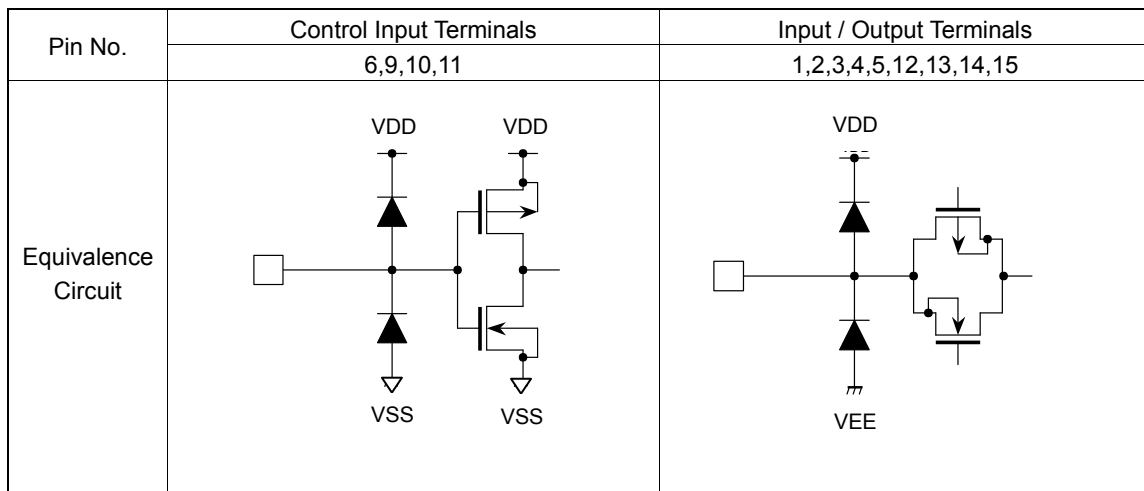 Pin No.
Control Input Terminals
Input / Output Terminals
6,9,10,11
1,2,3,4,5,12,13,14,15
Equivalence
Circuit
VDD
VDD
VSS
VSS
VDD
VEE